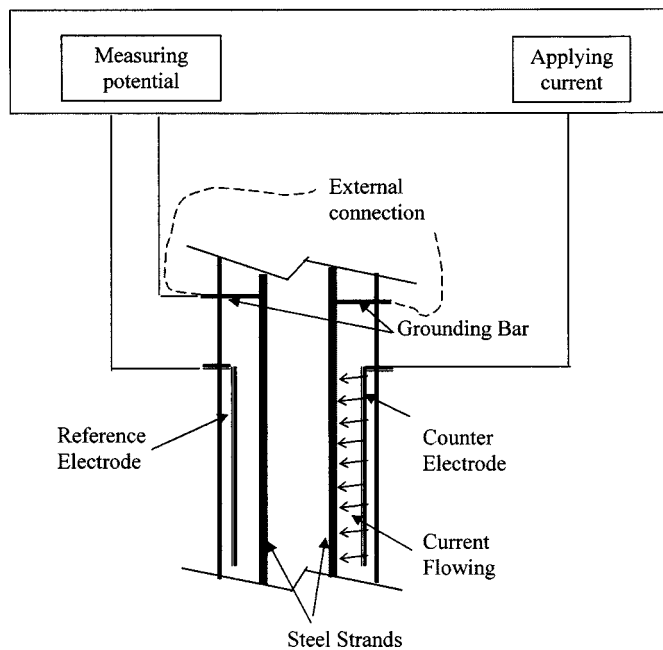 Measuring
potential
Applying
current
External
connection
Grounding Bar
Reference
Electrode
Counter
Electrode
Current
Flowing
Steel Strands